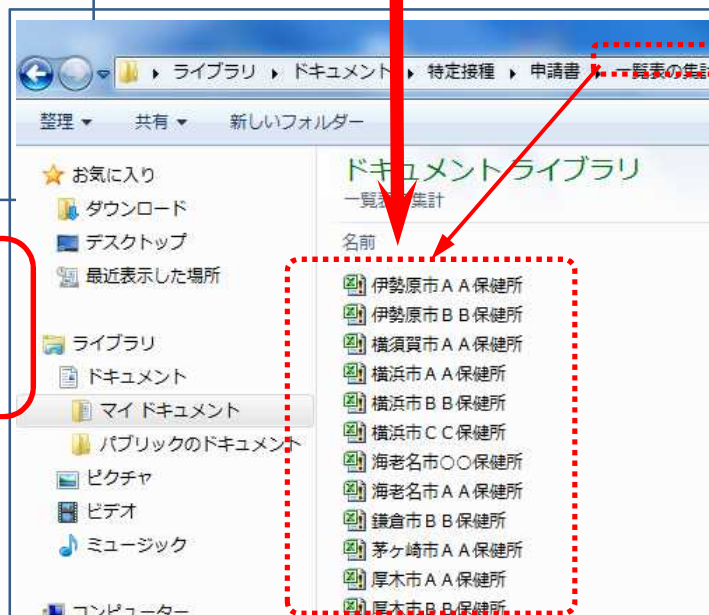 ライブラリ ▸ ドキュメント ▸ 特定接種 ▸ 申請書 ▸ 一覧表の集計
整理 ▼ 共有 ▼ 新しいフォルダー
お気に入り
ダウンロード
デスクトップ
最近表示した場所
ライブラリ
ドキュメント
マイ ドキュメント
パブリックのドキュメント
ピクチャ
ビデオ
ミュージック
コンピューター
ドキュメント ライブラリ
一覧表の集計
名前
伊勢原市ＡＡ保健所
伊勢原市ＢＢ保健所
横須賀市ＡＡ保健所
横浜市ＡＡ保健所
横浜市ＢＢ保健所
横浜市ＣＣ保健所
海老名市○○保健所
海老名市ＡＡ保健所
鎌倉市ＢＢ保健所
茅ヶ崎市ＡＡ保健所
厚木市ＡＡ保健所
厚木市ＢＢ保健所